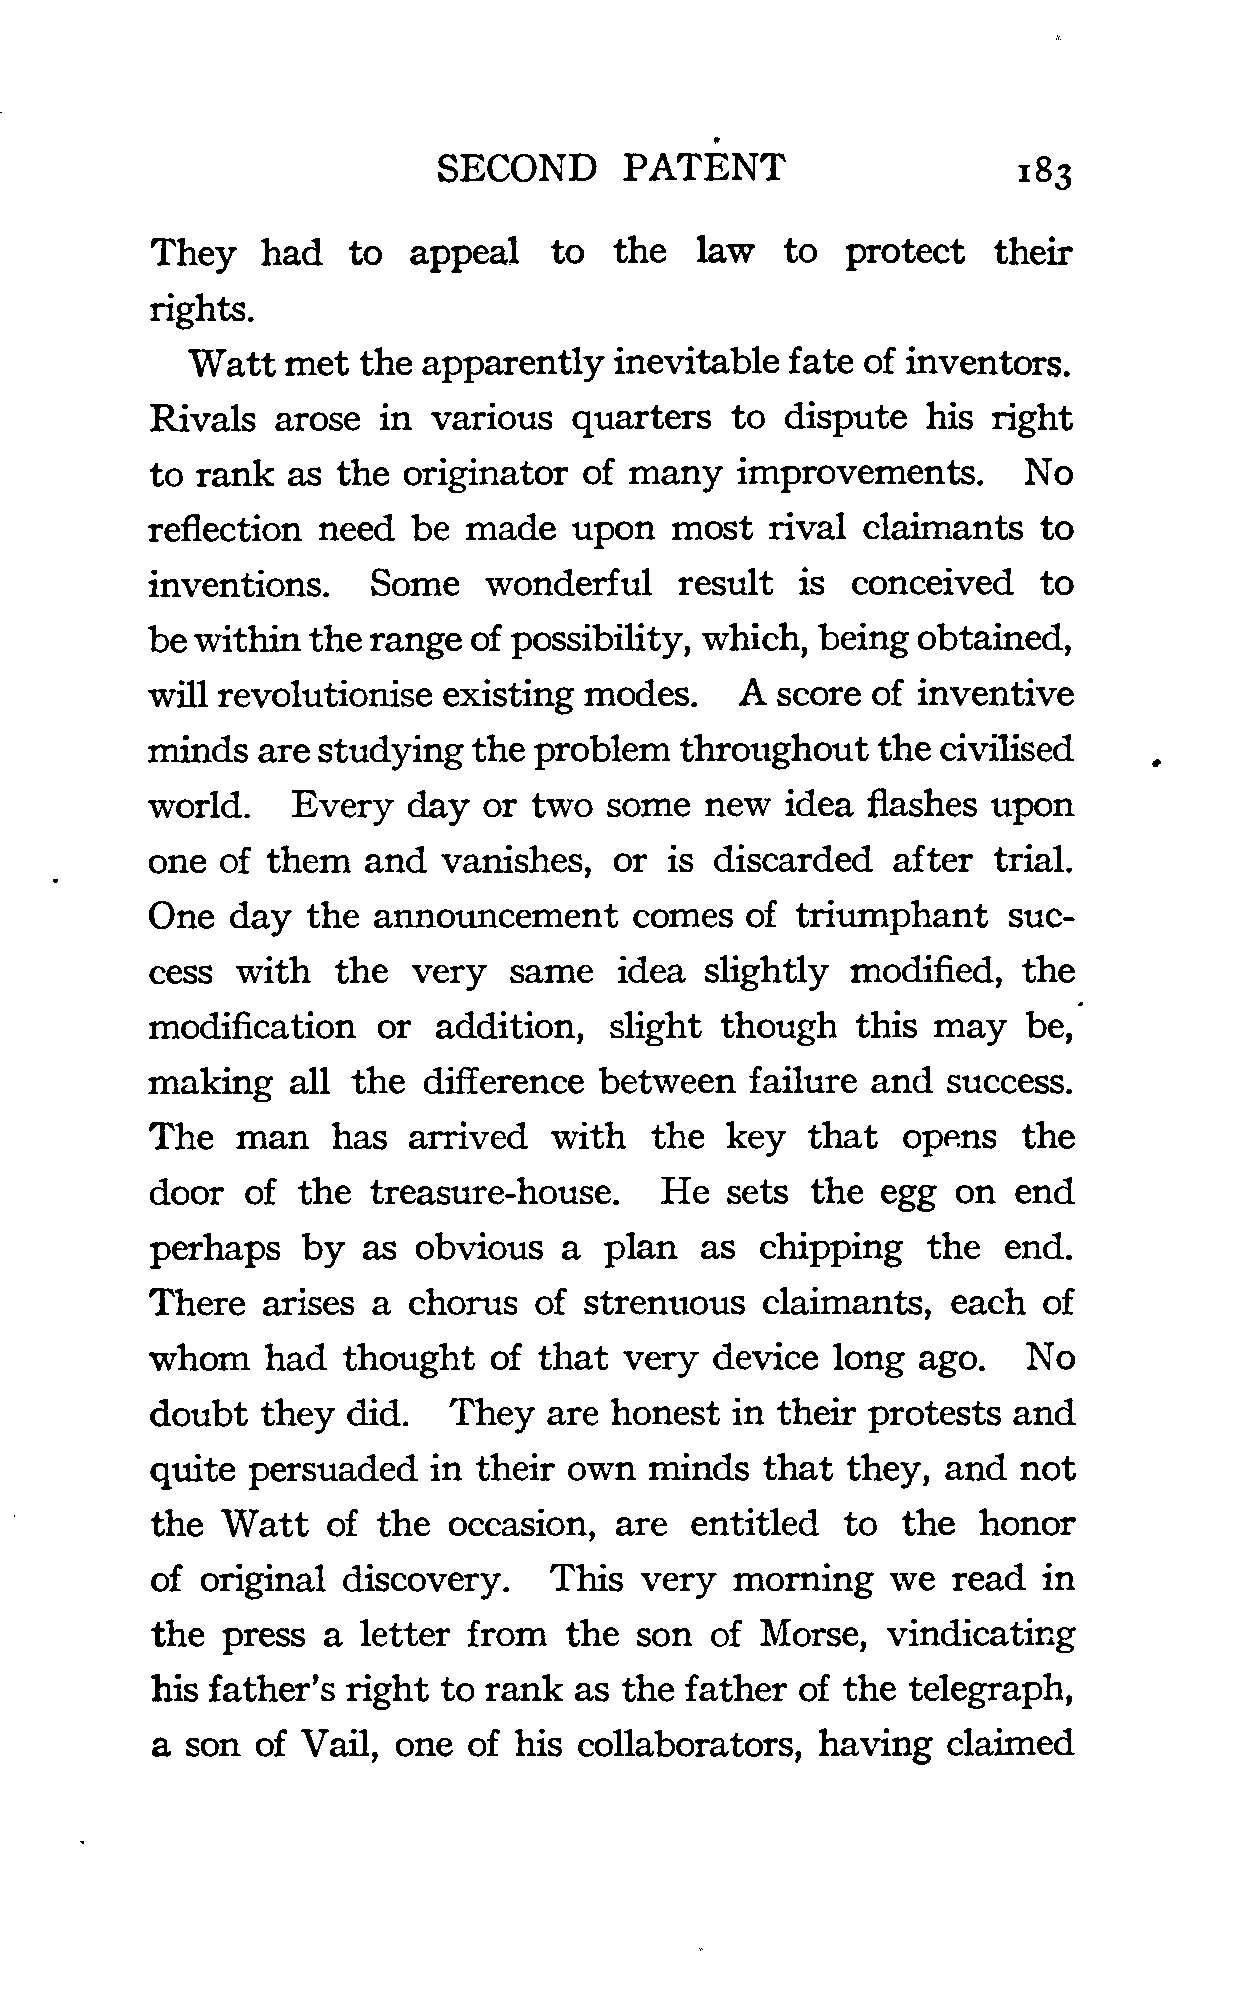 SECOND PATENT 183
They had to appeal to the law to protect their
rights.
Watt met the apparently inevitable fate of inventors.
Rivals arose in various quarters to dispute his right
to rank as the originator of many improvements. No
reflection need be made upon most rival claimants to
inventions. Some wonderful result is conceived to
be within the range of possibility, which, being obtained,
will revolutionise existing modes. A score of inventive
minds are studying the problem throughout the civilised
world. Every day or two some new idea flashes upon
one of them and vanishes, or is discarded after trial.
One day the announcement comes of triumphant suc-
cess with the very same idea slightly modified, the
modification or addition, slight though this may be,
making all the difference between failure and success.
The man has arrived with the key that opens the
door of the treasure-house. He sets the egg on end
perhaps by as obvious a plan as chipping the end.
There arises a chorus of strenuous claimants, each of
whom had thought of that very device long ago. No
doubt they did. They are honest in their protests and
quite persuaded in their own minds that they, and not
the Watt of the occasion, are entitled to the honor
of original discovery. This very morning we read in
the press a letter from the son of Morse, vindicating
his father's right to rank as the father of the telegraph,
a son of Vail, one of his collaborators, having claimed